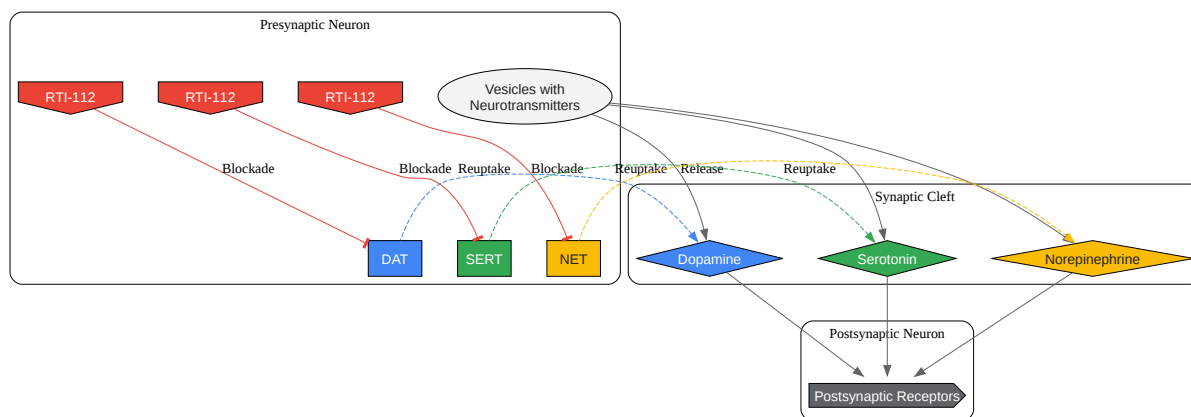 Presynaptic Neuron
RTI-112
RTI-112
RTI-112
Vesicles with
Neurotransmitters
Blockade
Blockade
Reuptake
Blockade
Reuptake
Release
Reuptake
Synaptic Cleft
DAT
SERT
NET
Dopamine
Serotonin
Norepinephrine
Postsynaptic Neuron
Postsynaptic Receptors